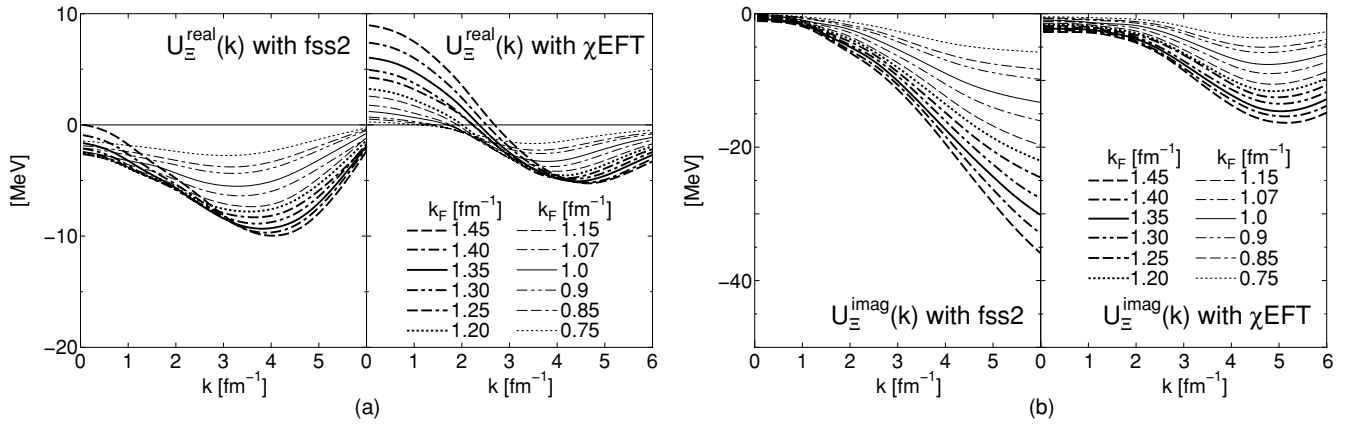 U_Ξ^real(k) with fss2
U_Ξ^real(k) with χEFT
10
5
0
−5
−10
−20
[MeV]
k_F [fm⁻¹] k_F [fm⁻¹]
1.45 1.15
1.40 1.07
1.35 1.0
1.30 0.9
1.25 0.85
1.20 0.75
0 1 2 3 4 5 0 1 2 3 4 5 6
k [fm⁻¹] k [fm⁻¹]
(a)
0
−20
−40
[MeV]
k_F [fm⁻¹] k_F [fm⁻¹]
1.45 1.15
1.40 1.07
1.35 1.0
1.30 0.9
1.25 0.85
1.20 0.75
U_Ξ^imag(k) with fss2
U_Ξ^imag(k) with χEFT
0 1 2 3 4 5 0 1 2 3 4 5 6
k [fm⁻¹] k [fm⁻¹]
(b)